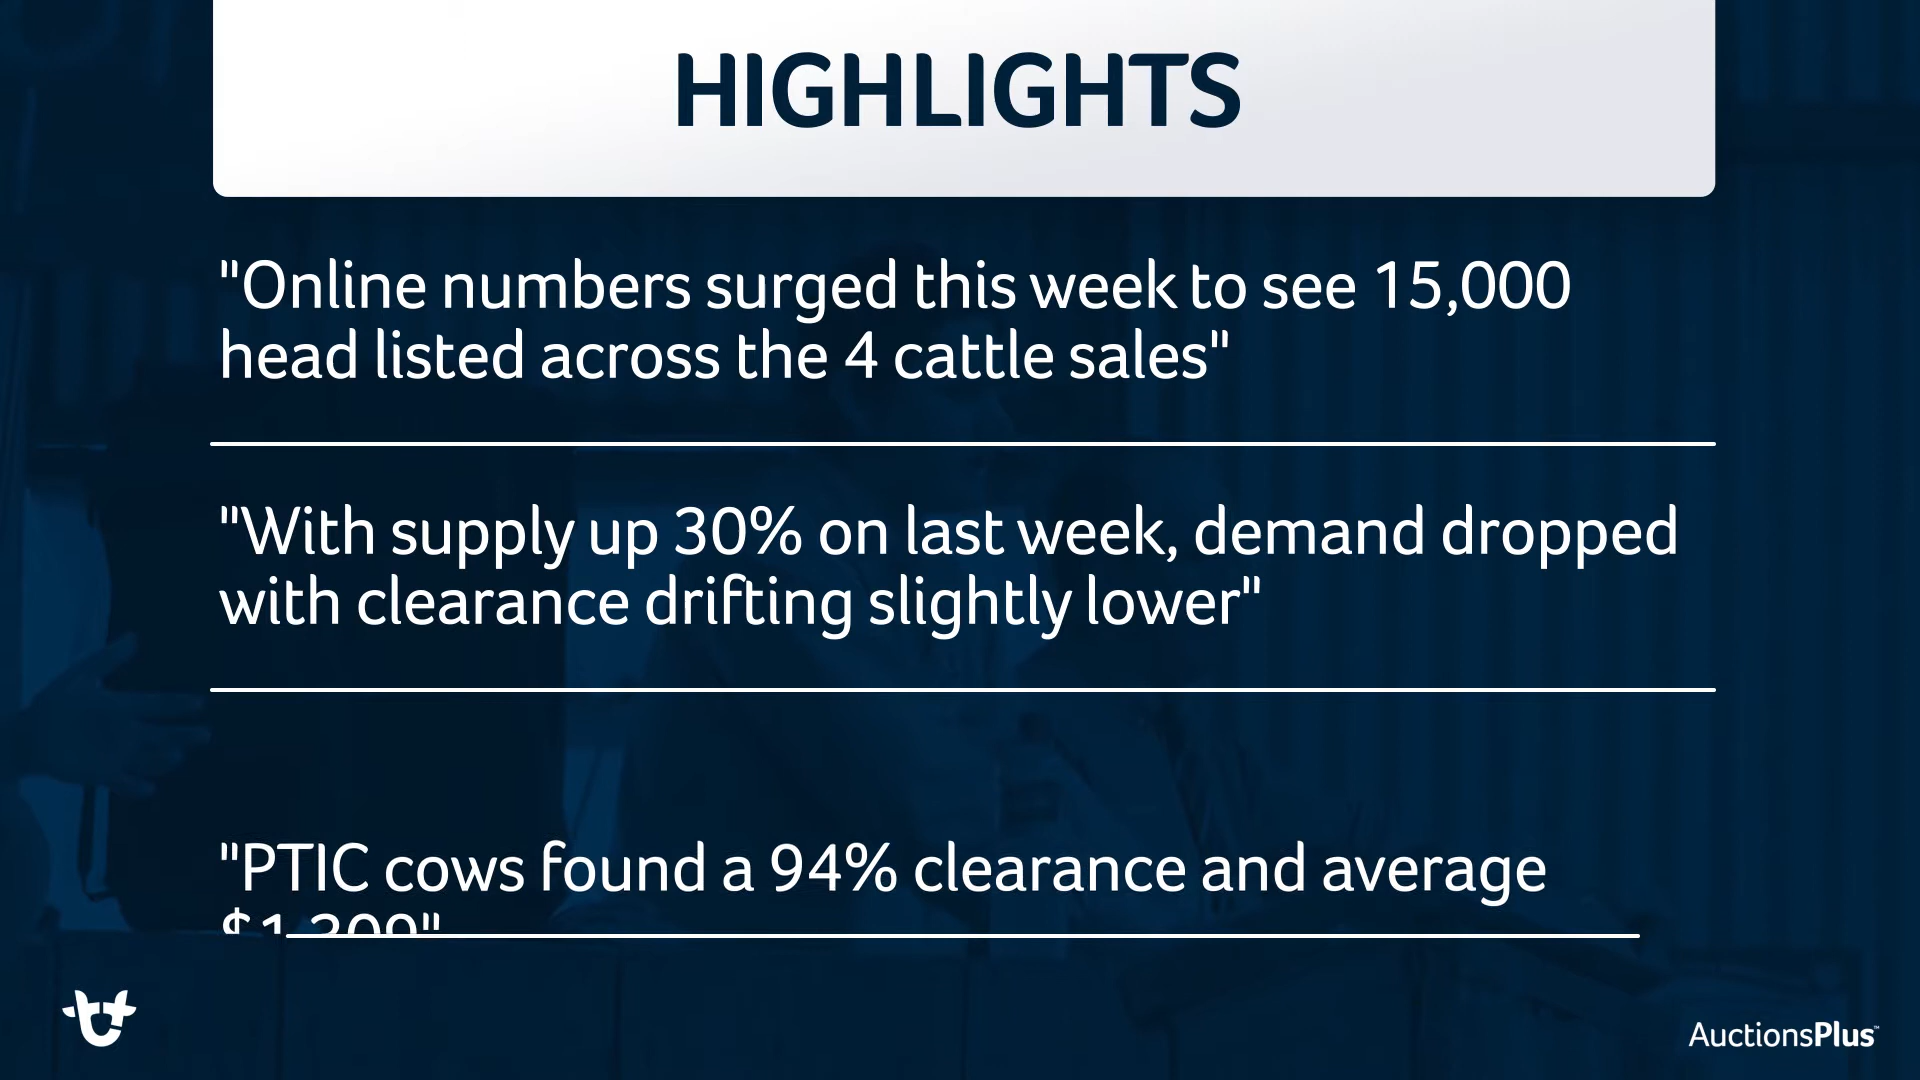 HIGHLIGHTS
"Online numbers surged this week to see 15,000
head listed across the 4 cattle sales"
"With supply up 30% on last week, demand dropped
with clearance drifting slightly lower"
"PTIC cows found a 94% clearance and average
AuctionsPlus™